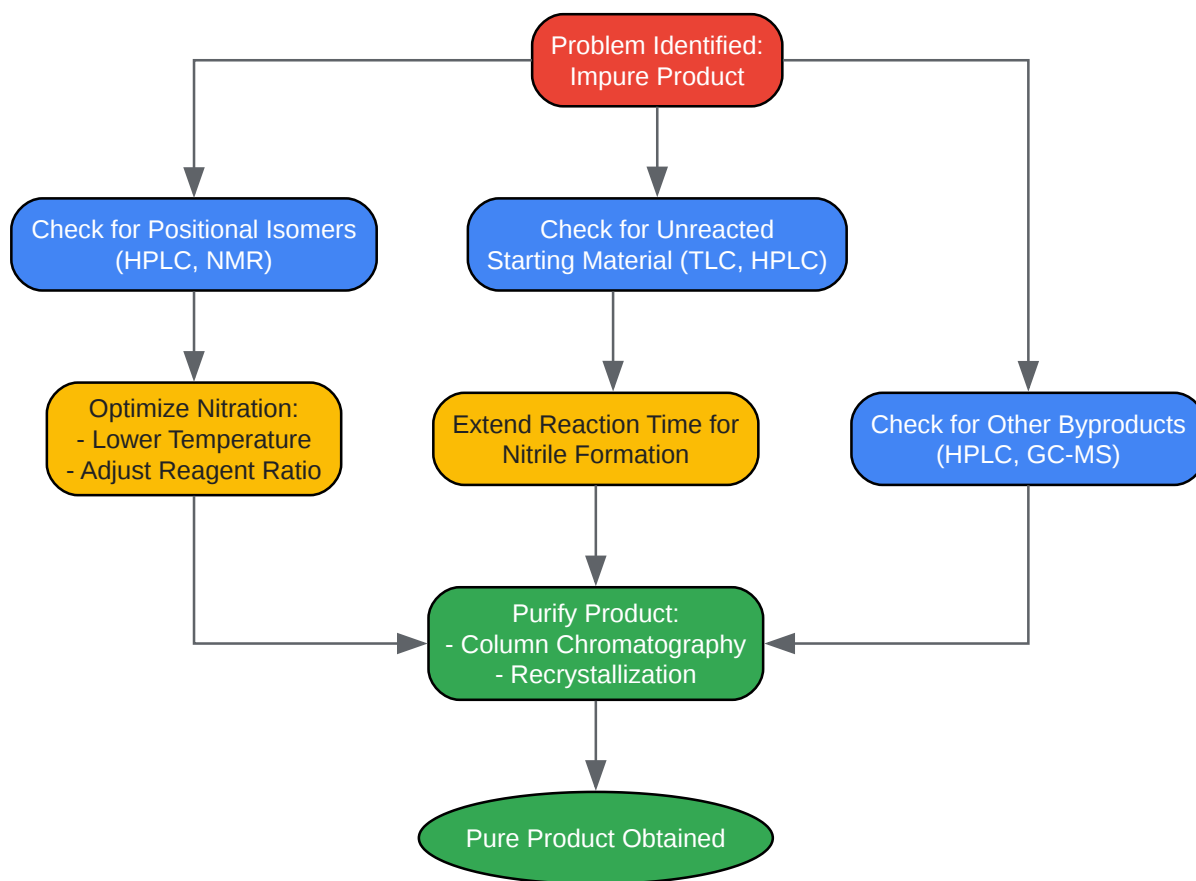 Problem Identified:
Impure Product
Check for Positional Isomers
(HPLC, NMR)
Check for Unreacted
Starting Material (TLC, HPLC)
Optimize Nitration:
- Lower Temperature
- Adjust Reagent Ratio
Extend Reaction Time for
Nitrile Formation
Check for Other Byproducts
(HPLC, GC-MS)
Purify Product:
- Column Chromatography
- Recrystallization
Pure Product Obtained